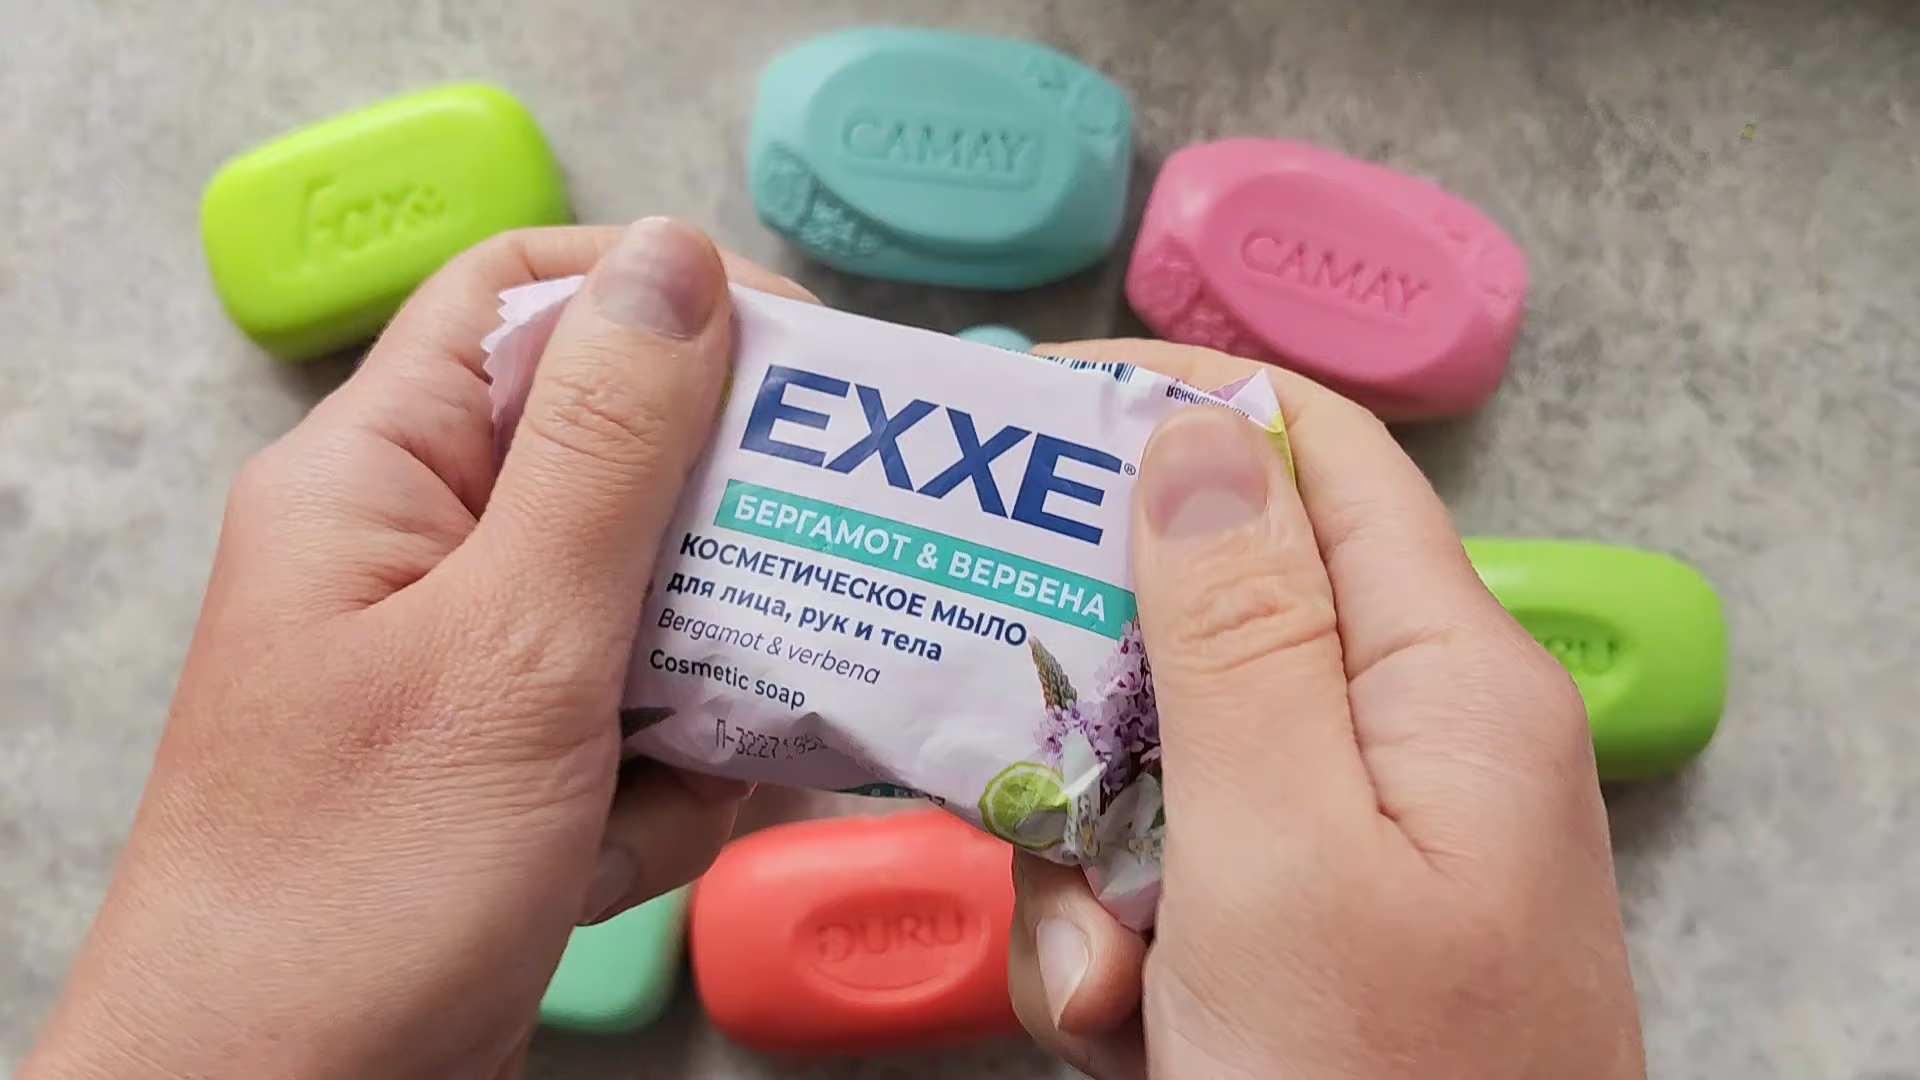 CAMAY
CAMAY
EXXE®
БЕРГАМОТ & ВЕРБЕНА
КОСМЕТИЧЕСКОЕ МЫЛО
для лица, рук и тела
Bergamot & verbena
Cosmetic soap
DURU